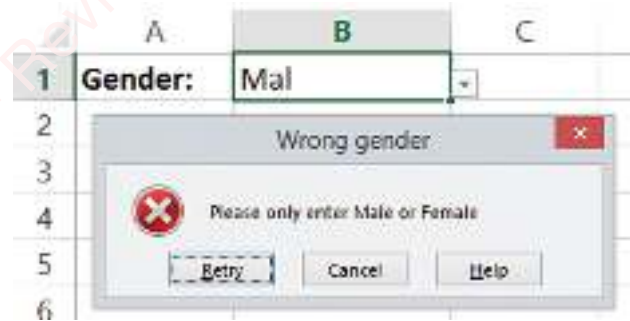 A B C
1 Gender: Mal
2 Wrong gender
3
4 Please only enter Male or Female
5 Retry Cancel Help
6